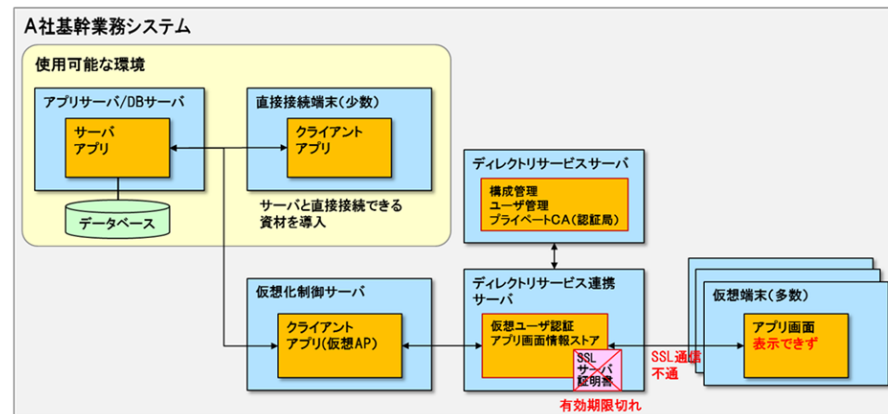 A社基幹業務システム
使用可能な環境
アプリサーバ/DBサーバ
サーバ
アプリ
データベース
直接接続端末(少数)
クライアント
アプリ
サーバと直接接続できる
資材を導入
ディレクトリサービスサーバ
構成管理
ユーザ管理
プライベートCA(認証局)
仮想化制御サーバ
クライアント
アプリ(仮想AP)
ディレクトリサービス連携
サーバ
仮想ユーザ認証
アプリ画面情報ストア
SSL
サーバ
証明書
有効期限切れ
SSL通信
不通
仮想端末(多数)
アプリ画面
表示できず